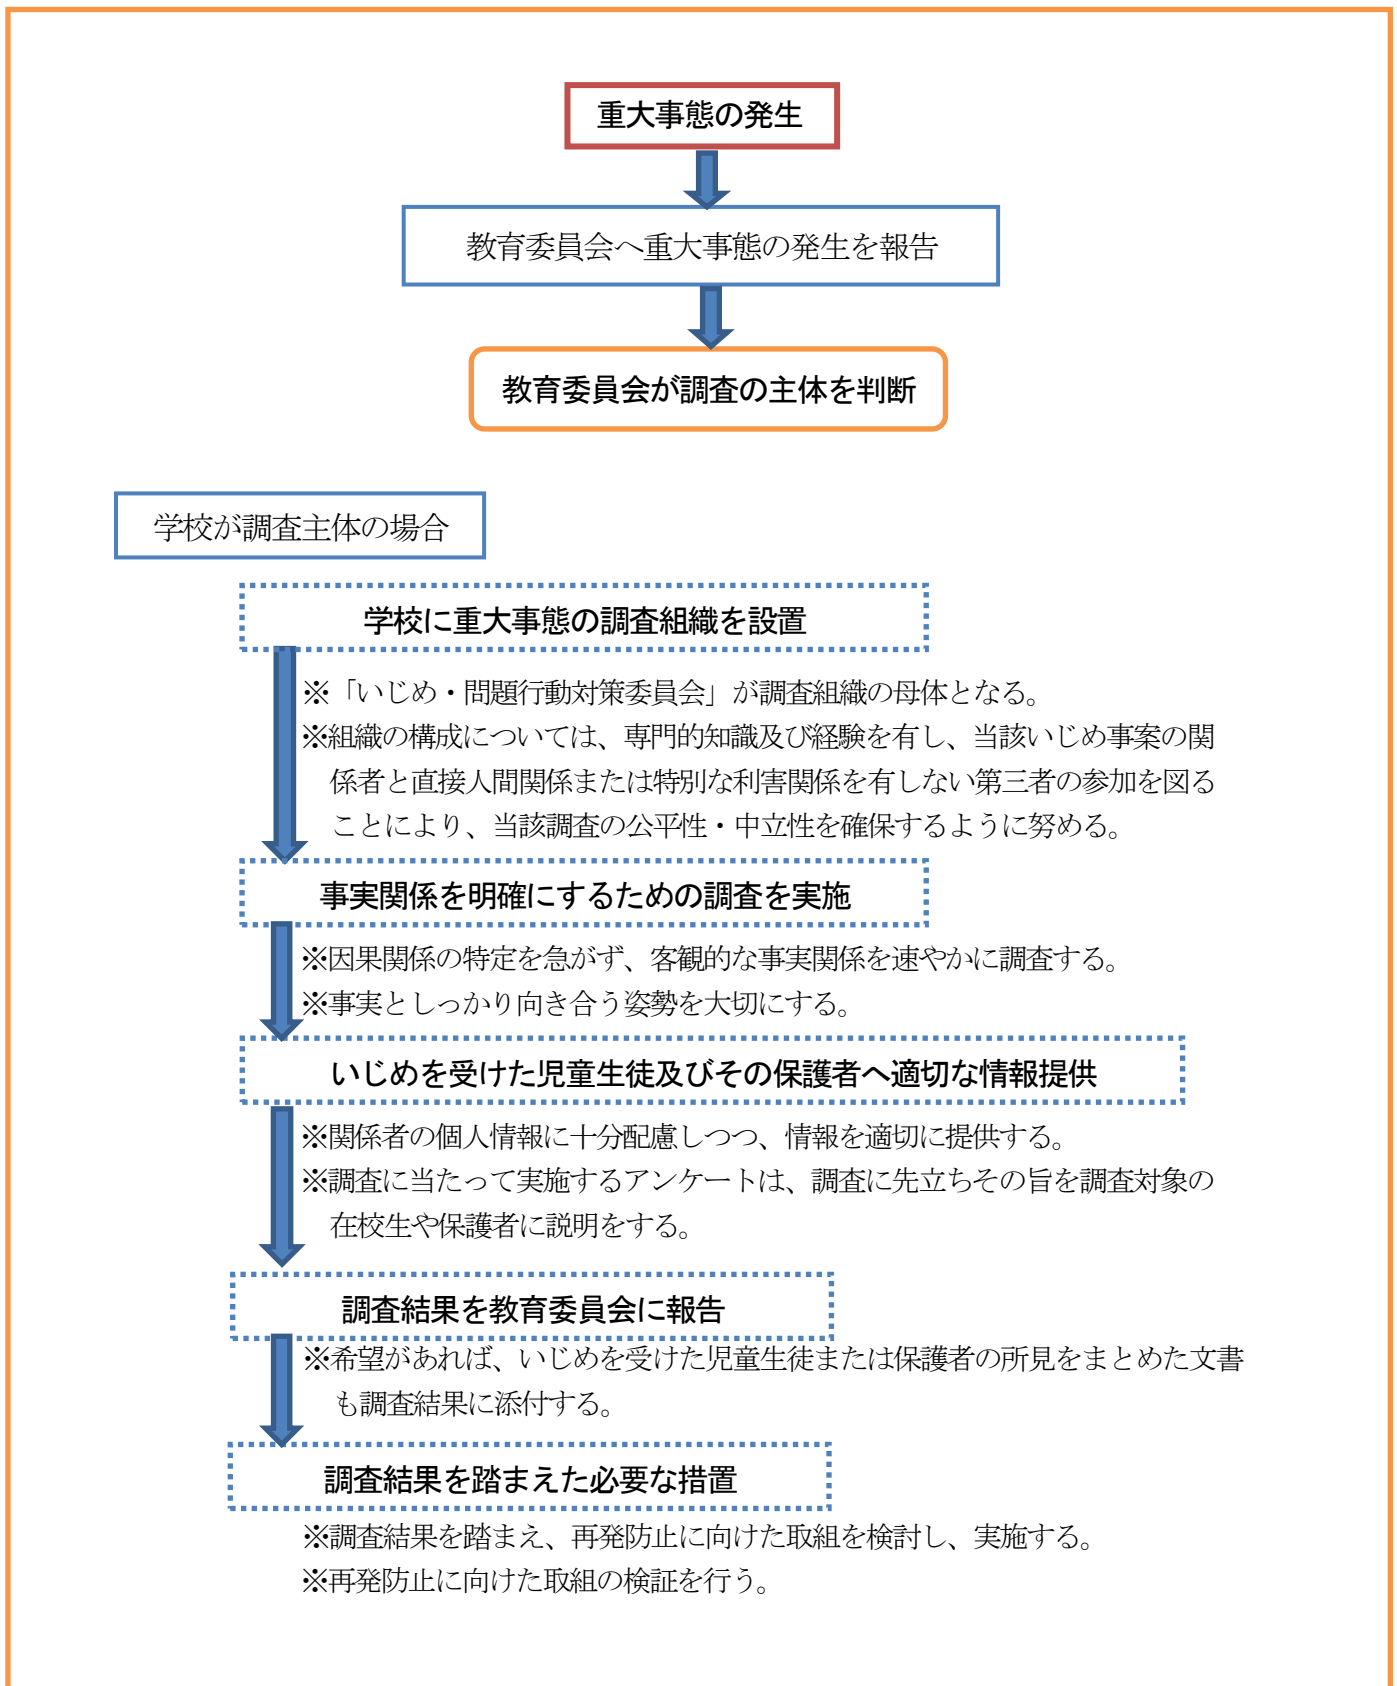 重大事態の発生
教育委員会へ重大事態の発生を報告
教育委員会が調査の主体を判断
学校が調査主体の場合
学校に重大事態の調査組織を設置
※「いじめ・問題行動対策委員会」が調査組織の母体となる。
※組織の構成については、専門的知識及び経験を有し、当該いじめ事案の関
係者と直接人間関係または特別な利害関係を有しない第三者の参加を図る
ことにより、当該調査の公平性・中立性を確保するように努める。
事実関係を明確にするための調査を実施
※因果関係の特定を急がず、客観的な事実関係を速やかに調査する。
※事実としっかり向き合う姿勢を大切にする。
いじめを受けた児童生徒及びその保護者へ適切な情報提供
※関係者の個人情報に十分配慮しつつ、情報を適切に提供する。
※調査に当たって実施するアンケートは、調査に先立ちその旨を調査対象の
在校生や保護者に説明をする。
調査結果を教育委員会に報告
※希望があれば、いじめを受けた児童生徒または保護者の所見をまとめた文書
も調査結果に添付する。
調査結果を踏まえた必要な措置
※調査結果を踏まえ、再発防止に向けた取組を検討し、実施する。
※再発防止に向けた取組の検証を行う。